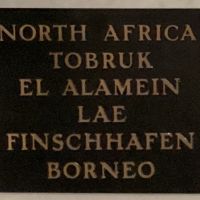 NORTH AFRICA
TOBRUK
EL ALAMEIN
LAE
FINSCHHAFEN
BORNEO